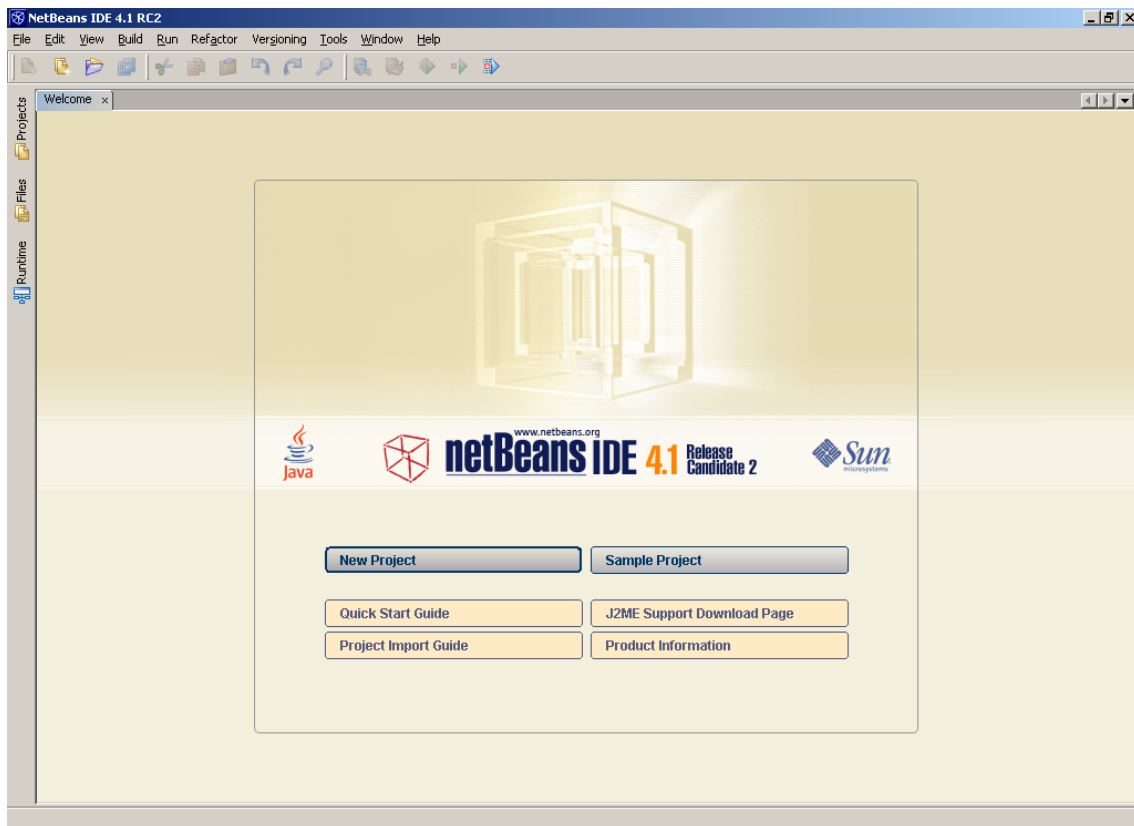 NetBeans IDE 4.1 RC2
File Edit View Build Run Refactor Versioning Tools Window Help
Welcome
Projects
Files
Runtime
www.netbeans.org
Java
netBeans IDE 4.1 Release Candidate 2
Sun
microsystems
New Project
Sample Project
Quick Start Guide
J2ME Support Download Page
Project Import Guide
Product Information